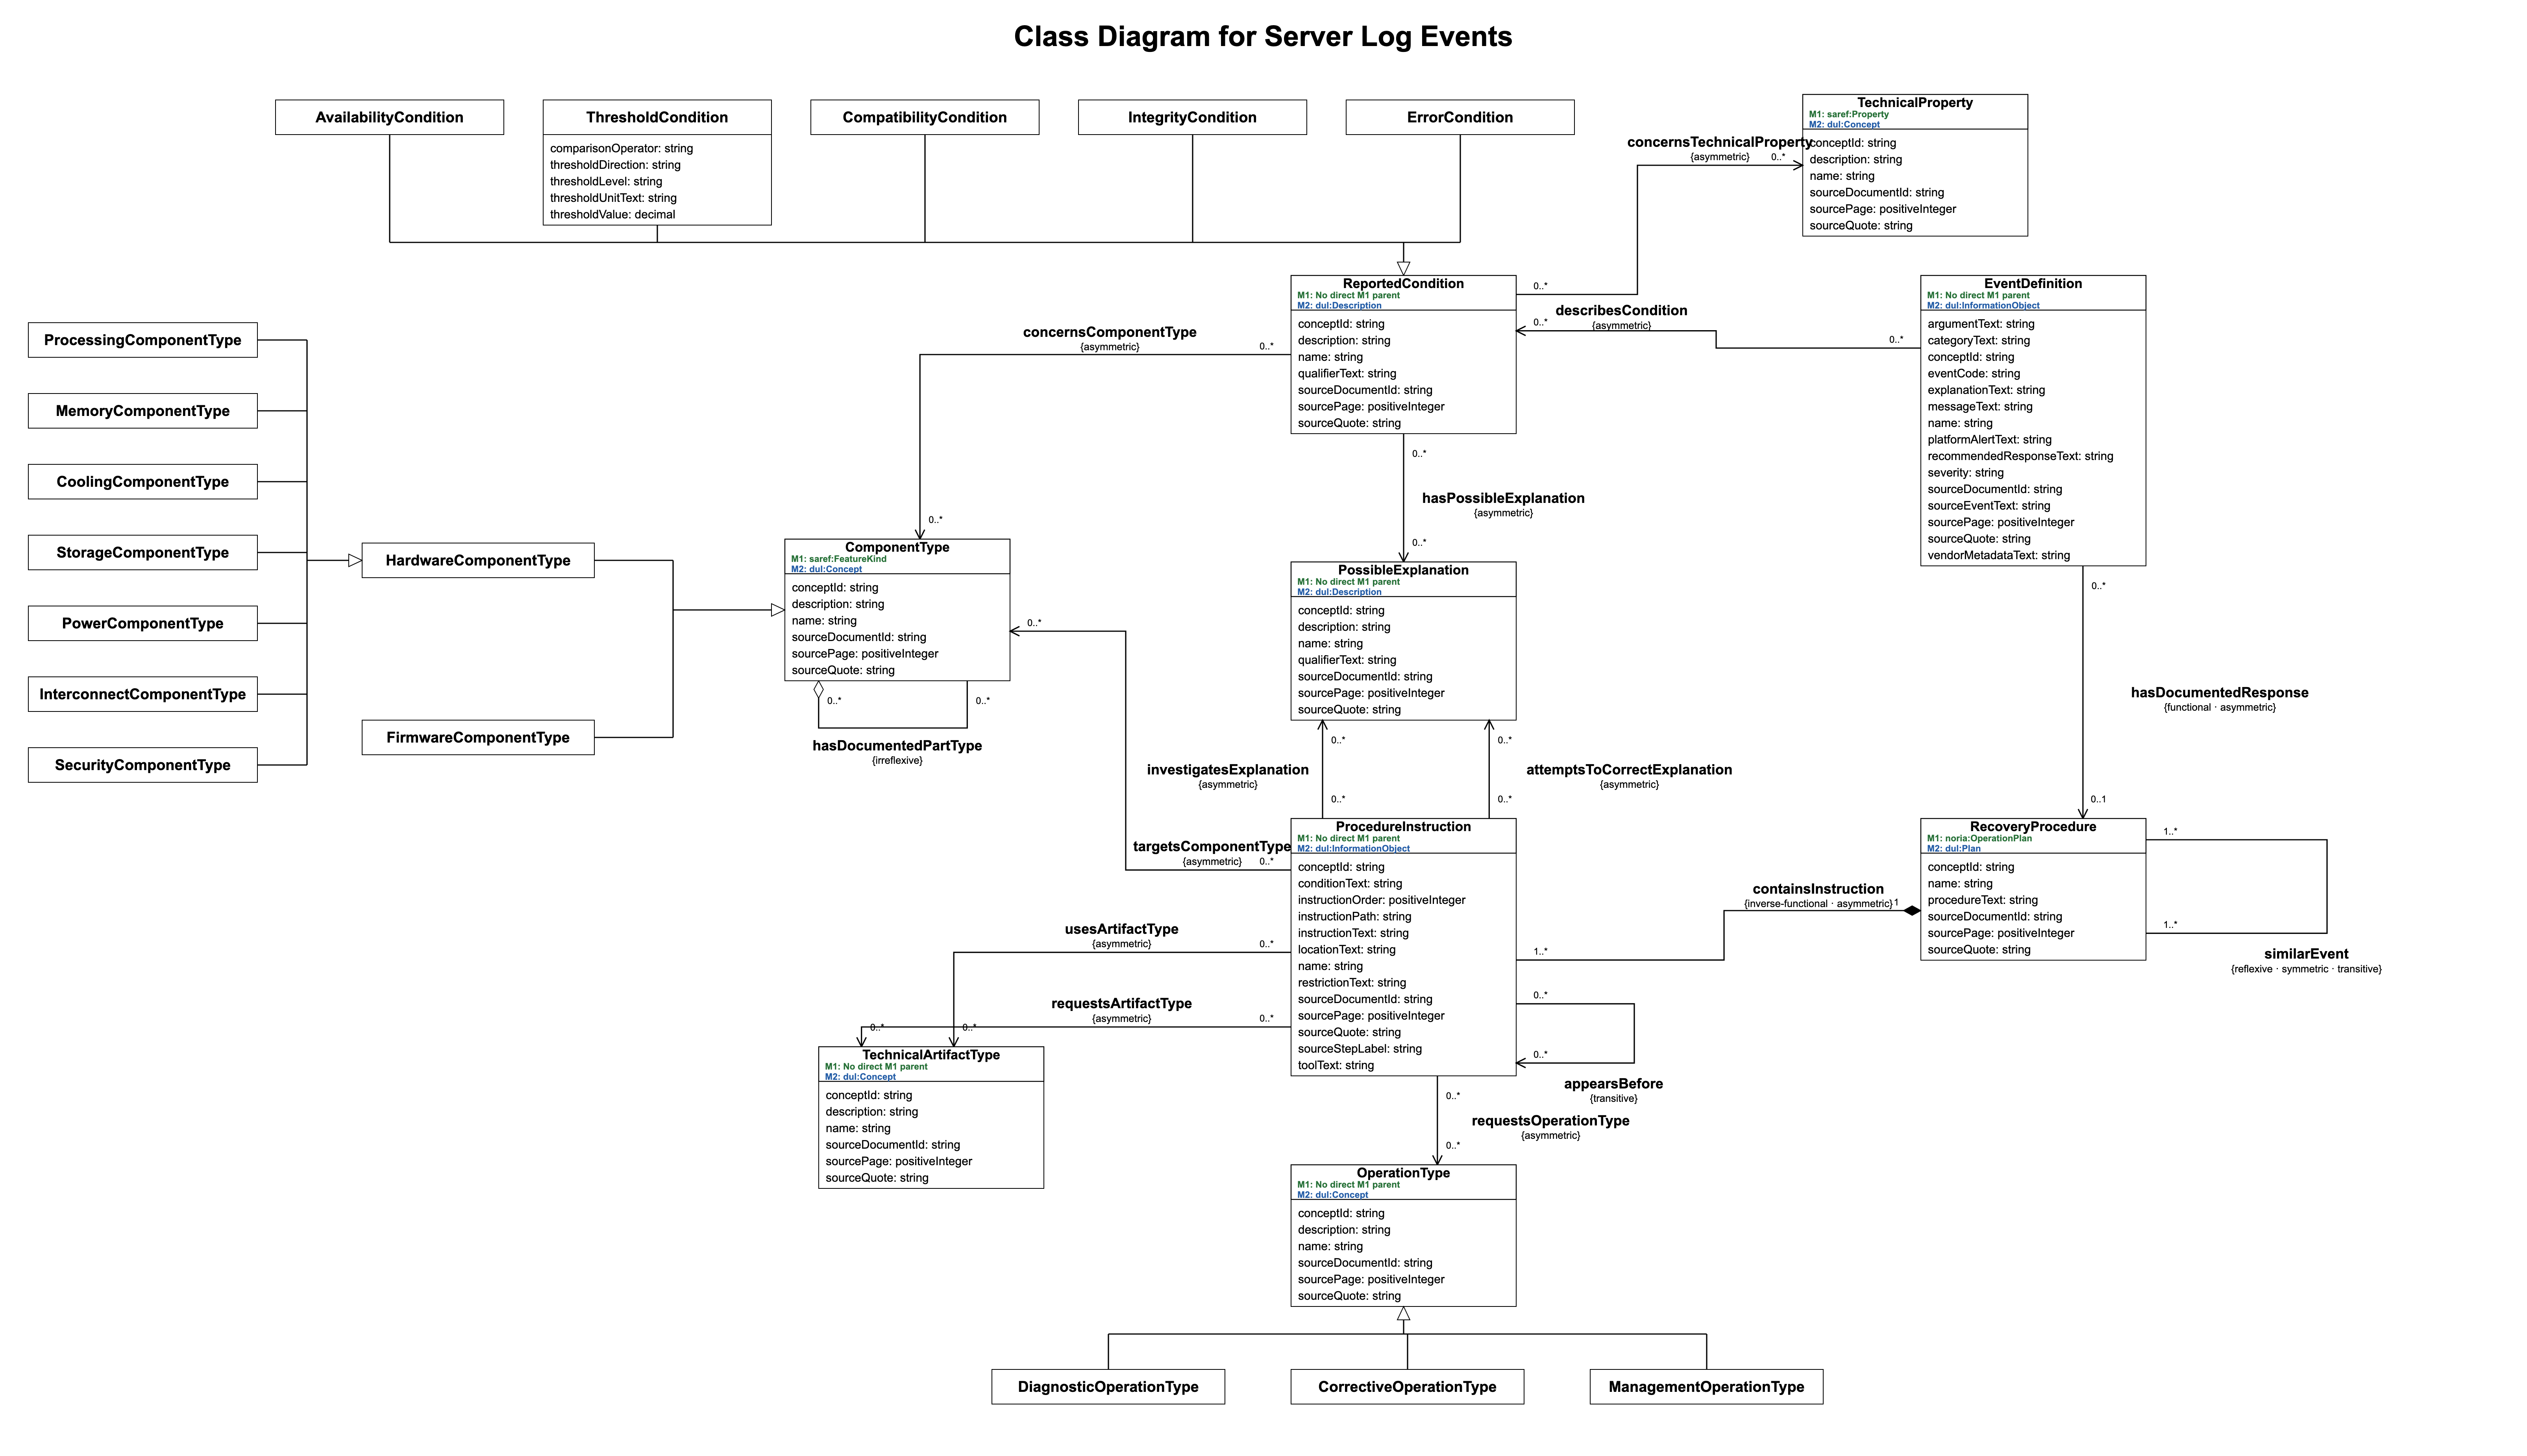 Class Diagram for Server Log Events
AvailabilityCondition
ThresholdCondition
comparisonOperator: string
thresholdDirection: string
thresholdLevel: string
thresholdUnitText: string
thresholdValue: decimal
CompatibilityCondition
IntegrityCondition
ErrorCondition
TechnicalProperty
M1: saref:Property
M2: dul:Concept
conceptId: string
description: string
name: string
sourceDocumentId: string
sourcePage: positiveInteger
sourceQuote: string
concernsTechnicalProperty
{asymmetric}
0..*
0..*
ReportedCondition
M1: No direct M1 parent
M2: dul:Description
conceptId: string
description: string
name: string
qualifierText: string
sourceDocumentId: string
sourcePage: positiveInteger
sourceQuote: string
describesCondition
{asymmetric}
0..*
0..*
EventDefinition
M1: No direct M1 parent
M2: dul:InformationObject
argumentText: string
categoryText: string
conceptId: string
eventCode: string
explanationText: string
messageText: string
name: string
platformAlertText: string
recommendedResponseText: string
severity: string
sourceDocumentId: string
sourceEventText: string
sourcePage: positiveInteger
sourceQuote: string
vendorMetadataText: string
concernsComponentType
{asymmetric}
0..*
0..*
ProcessingComponentType
MemoryComponentType
CoolingComponentType
StorageComponentType
PowerComponentType
InterconnectComponentType
SecurityComponentType
HardwareComponentType
FirmwareComponentType
ComponentType
M1: saref:FeatureKind
M2: dul:Concept
conceptId: string
description: string
name: string
sourceDocumentId: string
sourcePage: positiveInteger
sourceQuote: string
0..*
0..*
hasDocumentedPartType
{irreflexive}
0..*
hasPossibleExplanation
{asymmetric}
0..*
PossibleExplanation
M1: No direct M1 parent
M2: dul:Description
conceptId: string
description: string
name: string
qualifierText: string
sourceDocumentId: string
sourcePage: positiveInteger
sourceQuote: string
0..*
0..*
investigatesExplanation
{asymmetric}
attemptsToCorrectExplanation
{asymmetric}
0..*
0..*
0..*
hasDocumentedResponse
{functional · asymmetric}
0..1
0..*
targetsComponentType
{asymmetric}
0..*
ProcedureInstruction
M1: No direct M1 parent
M2: dul:InformationObject
conceptId: string
conditionText: string
instructionOrder: positiveInteger
instructionPath: string
instructionText: string
locationText: string
name: string
restrictionText: string
sourceDocumentId: string
sourcePage: positiveInteger
sourceQuote: string
sourceStepLabel: string
toolText: string
RecoveryProcedure
M1: noria:OperationPlan
M2: dul:Plan
conceptId: string
name: string
procedureText: string
sourceDocumentId: string
sourcePage: positiveInteger
sourceQuote: string
1..*
1..*
similarEvent
{reflexive · symmetric · transitive}
containsInstruction
{inverse-functional · asymmetric}
1
1..*
usesArtifactType
{asymmetric}
0..*
requestsArtifactType
{asymmetric}
0..*
0..*
0..*
TechnicalArtifactType
M1: No direct M1 parent
M2: dul:Concept
conceptId: string
description: string
name: string
sourceDocumentId: string
sourcePage: positiveInteger
sourceQuote: string
0..*
0..*
appearsBefore
{transitive}
0..*
requestsOperationType
{asymmetric}
0..*
OperationType
M1: No direct M1 parent
M2: dul:Concept
conceptId: string
description: string
name: string
sourceDocumentId: string
sourcePage: positiveInteger
sourceQuote: string
DiagnosticOperationType
CorrectiveOperationType
ManagementOperationType